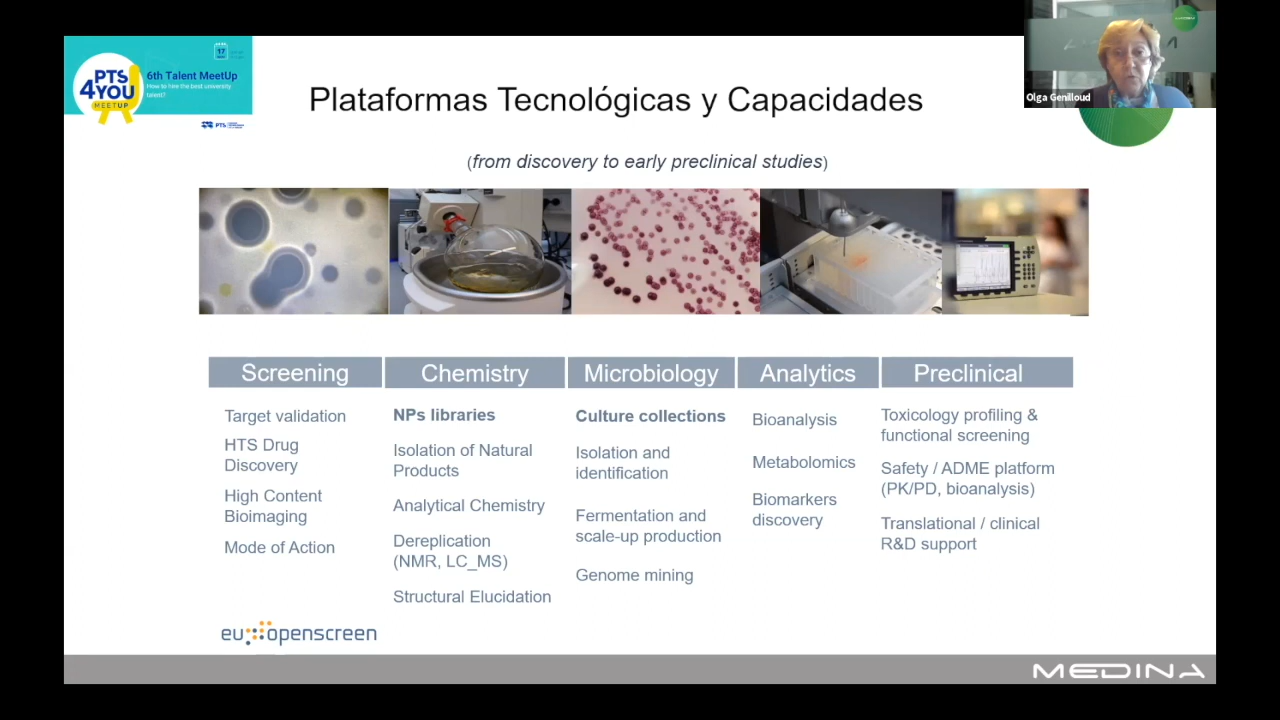 PTS
4YOU
MEETUP
17
6th Talent MeetUp
How to hire the best university
talent?
PTS
Olga Genilloud
Plataformas Tecnológicas y Capacidades
(from discovery to early preclinical studies)
Screening
Target validation
HTS Drug
Discovery
High Content
Bioimaging
Mode of Action
Chemistry
NPs libraries
Isolation of Natural
Products
Analytical Chemistry
Dereplication
(NMR, LC_MS)
Structural Elucidation
Microbiology
Culture collections
Isolation and
identification
Fermentation and
scale-up production
Genome mining
Analytics
Bioanalysis
Metabolomics
Biomarkers
discovery
Preclinical
Toxicology profiling &
functional screening
Safety / ADME platform
(PK/PD, bioanalysis)
Translational / clinical
R&D support
eu openscreen
MEDINA